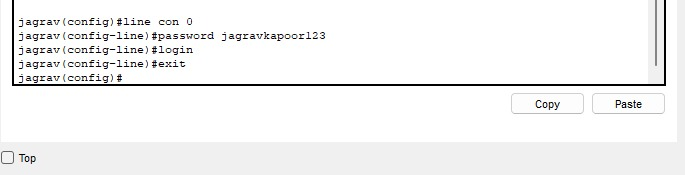 jagrav(config)#line con 0
jagrav(config-line)#password jagravkapoor123
jagrav(config-line)#login
jagrav(config-line)#exit
jagrav(config)#
Copy Paste
Top